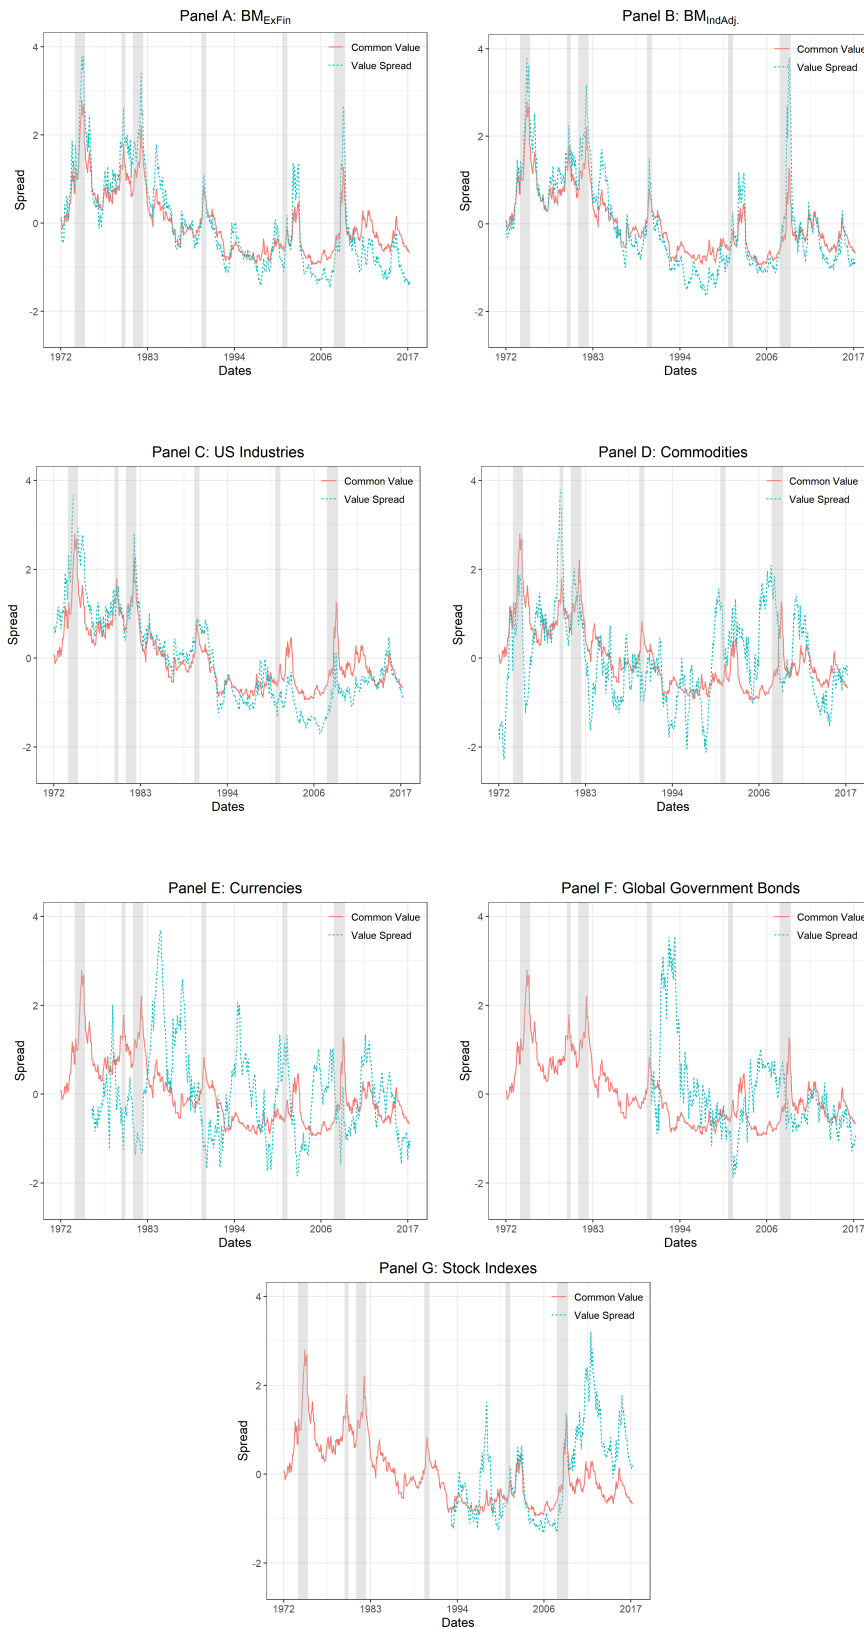 Panel A: BM_ExFin
Common Value
Value Spread
4
2
0
-2
Spread
1972 1983 1994 2006 2017
Dates
Panel B: BM_IndAdj.
Common Value
Value Spread
4
2
0
-2
Spread
1972 1983 1994 2006 2017
Dates
Panel C: US Industries
Common Value
Value Spread
4
2
0
-2
Spread
1972 1983 1994 2006 2017
Dates
Panel D: Commodities
Common Value
Value Spread
4
2
0
-2
Spread
1972 1983 1994 2006 2017
Dates
Panel E: Currencies
Common Value
Value Spread
4
2
0
-2
Spread
1972 1983 1994 2006 2017
Dates
Panel F: Global Government Bonds
Common Value
Value Spread
4
2
0
-2
Spread
1972 1983 1994 2006 2017
Dates
Panel G: Stock Indexes
Common Value
Value Spread
4
2
0
-2
Spread
1972 1983 1994 2006 2017
Dates